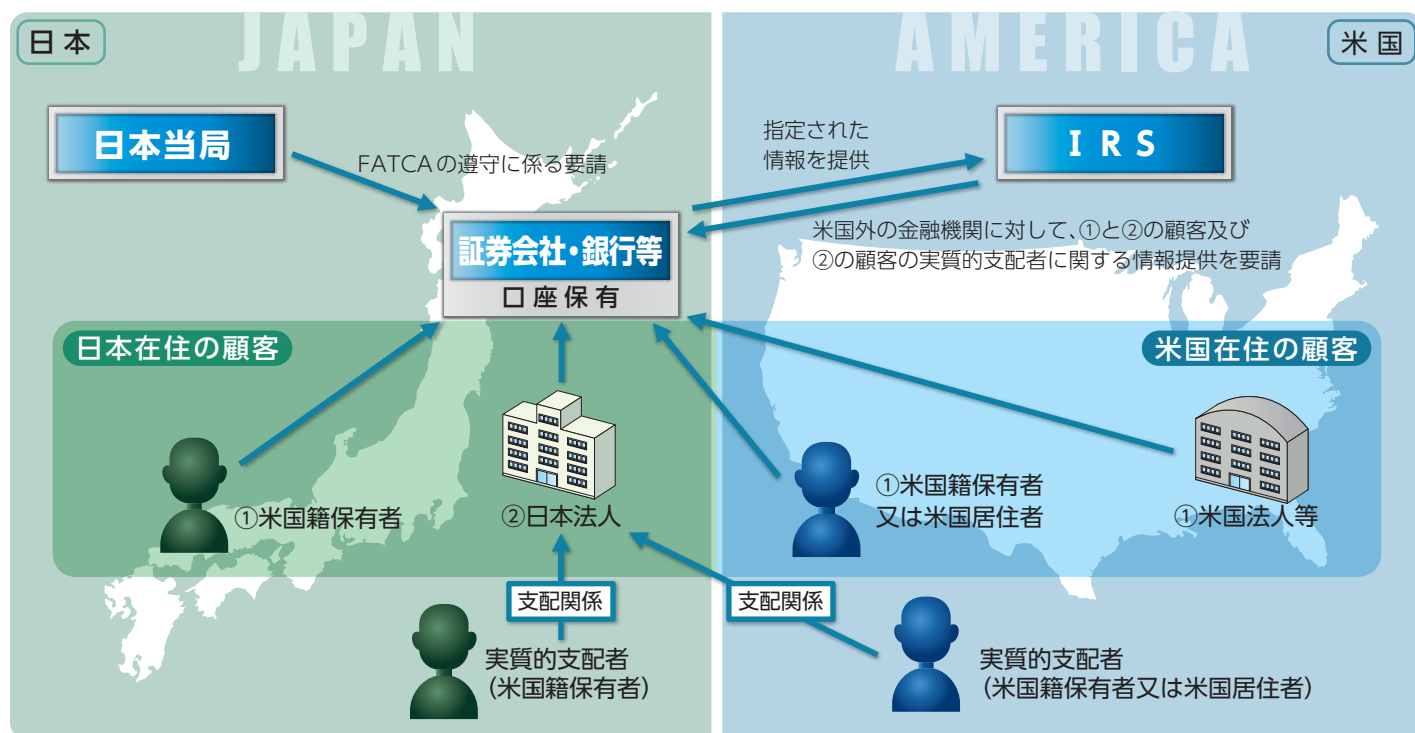 日本
JAPAN
AMERICA
米国
日本当局
FATCAの遵守に係る要請
指定された
情報を提供
IRS
証券会社・銀行等
口座保有
米国外の金融機関に対して、①と②の顧客及び
②の顧客の実質的支配者に関する情報提供を要請
日本在住の顧客
米国在住の顧客
①米国籍保有者
②日本法人
①米国籍保有者
又は米国居住者
①米国法人等
支配関係
支配関係
実質的支配者
（米国籍保有者）
実質的支配者
（米国籍保有者又は米国居住者）